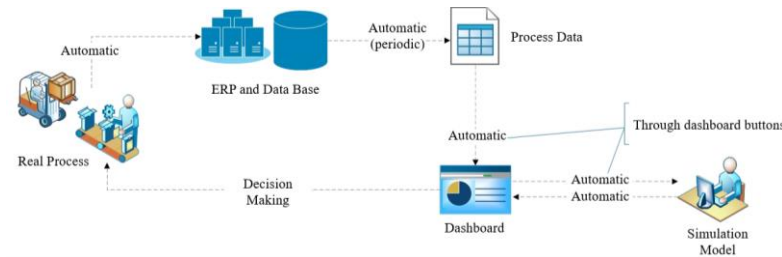 Automatic
Automatic
(periodic)
Process Data
ERP and Data Base
Automatic
Through dashboard buttons
Real Process
Decision
Making
Automatic
Automatic
Dashboard
Simulation
Model